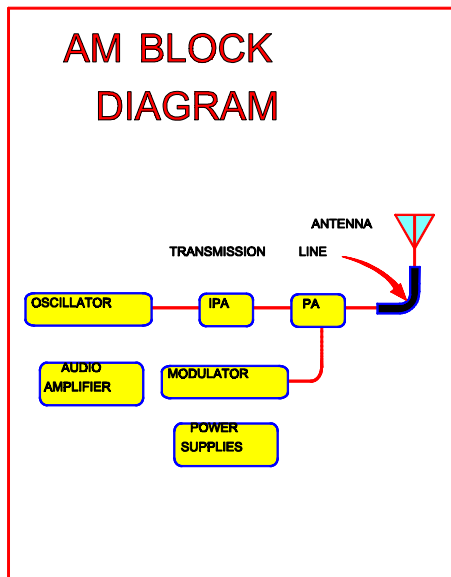 AM BLOCK
DIAGRAM
ANTENNA
TRANSMISSION LINE
OSCILLATOR
IPA
PA
AUDIO
AMPLIFIER
MODULATOR
POWER
SUPPLIES